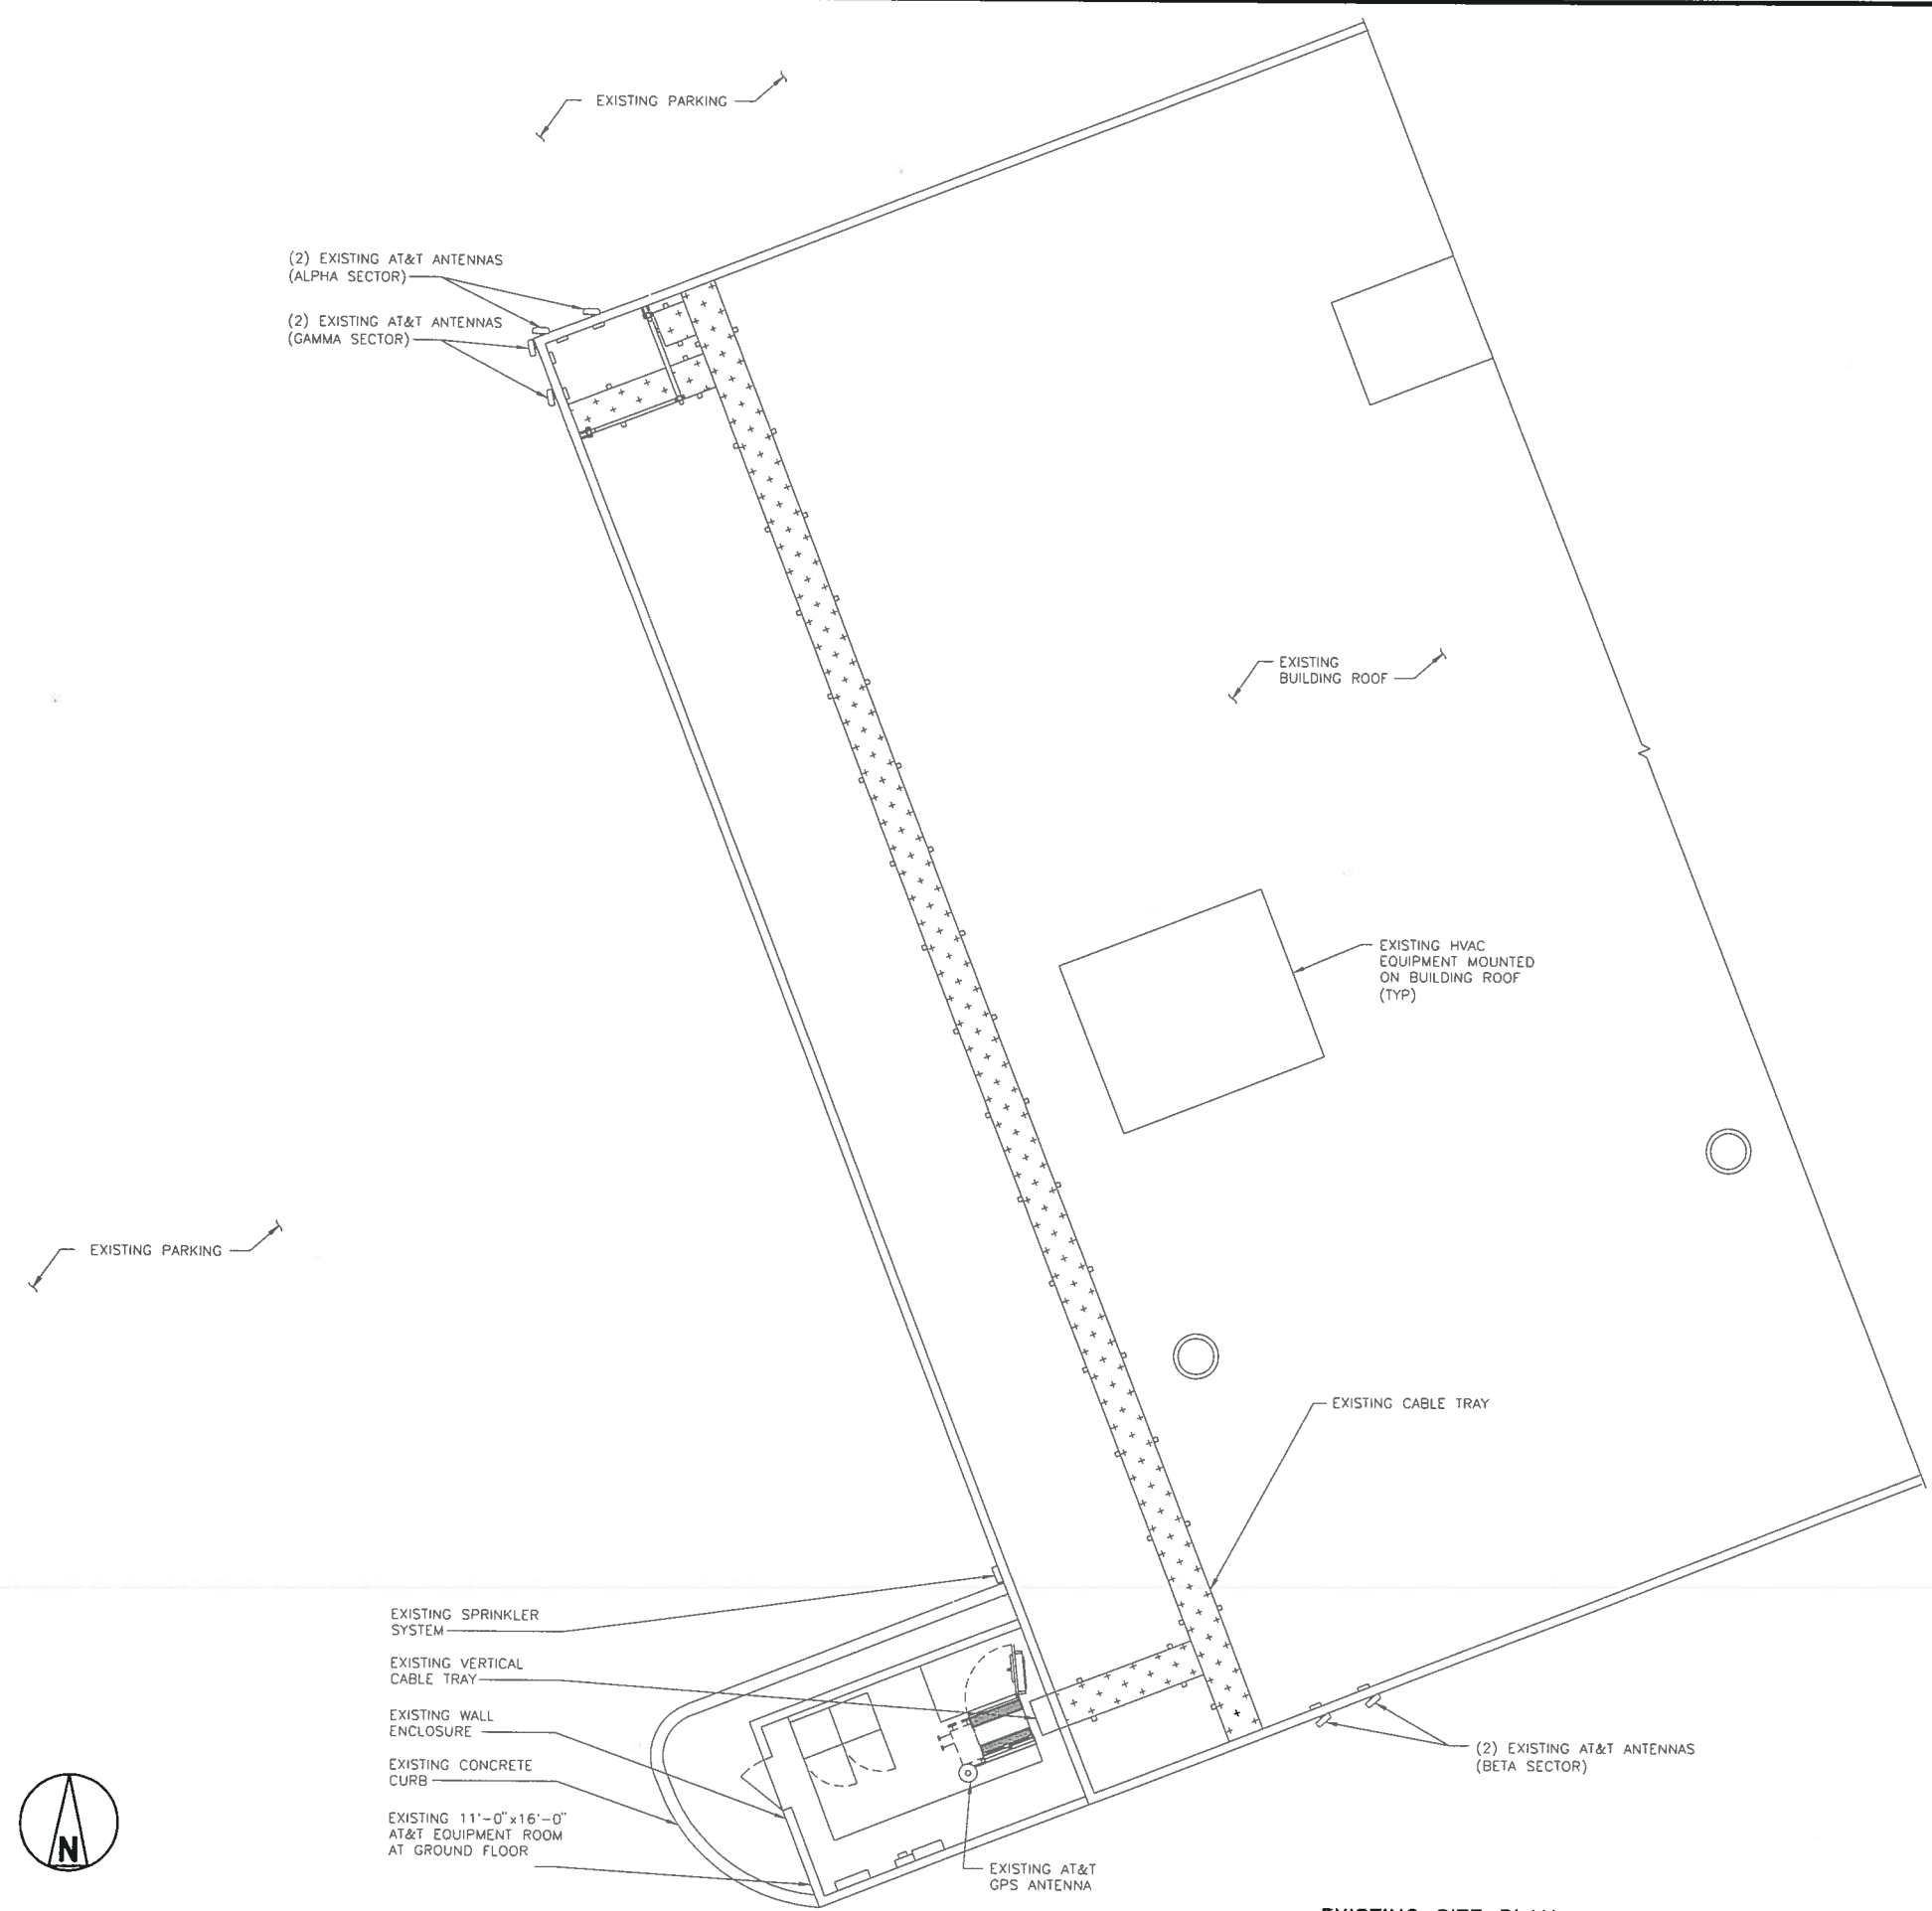 EXISTING PARKING
(2) EXISTING AT&T ANTENNAS
(ALPHA SECTOR)
(2) EXISTING AT&T ANTENNAS
(GAMMA SECTOR)
EXISTING
BUILDING ROOF
EXISTING HVAC
EQUIPMENT MOUNTED
ON BUILDING ROOF
(TYP)
EXISTING PARKING
EXISTING CABLE TRAY
EXISTING SPRINKLER
SYSTEM
EXISTING VERTICAL
CABLE TRAY
EXISTING WALL
ENCLOSURE
EXISTING CONCRETE
CURB
EXISTING 11'-0"x16'-0"
AT&T EQUIPMENT ROOM
AT GROUND FLOOR
(2) EXISTING AT&T ANTENNAS
(BETA SECTOR)
EXISTING AT&T
GPS ANTENNA
N
EXISTING SITE PLAN